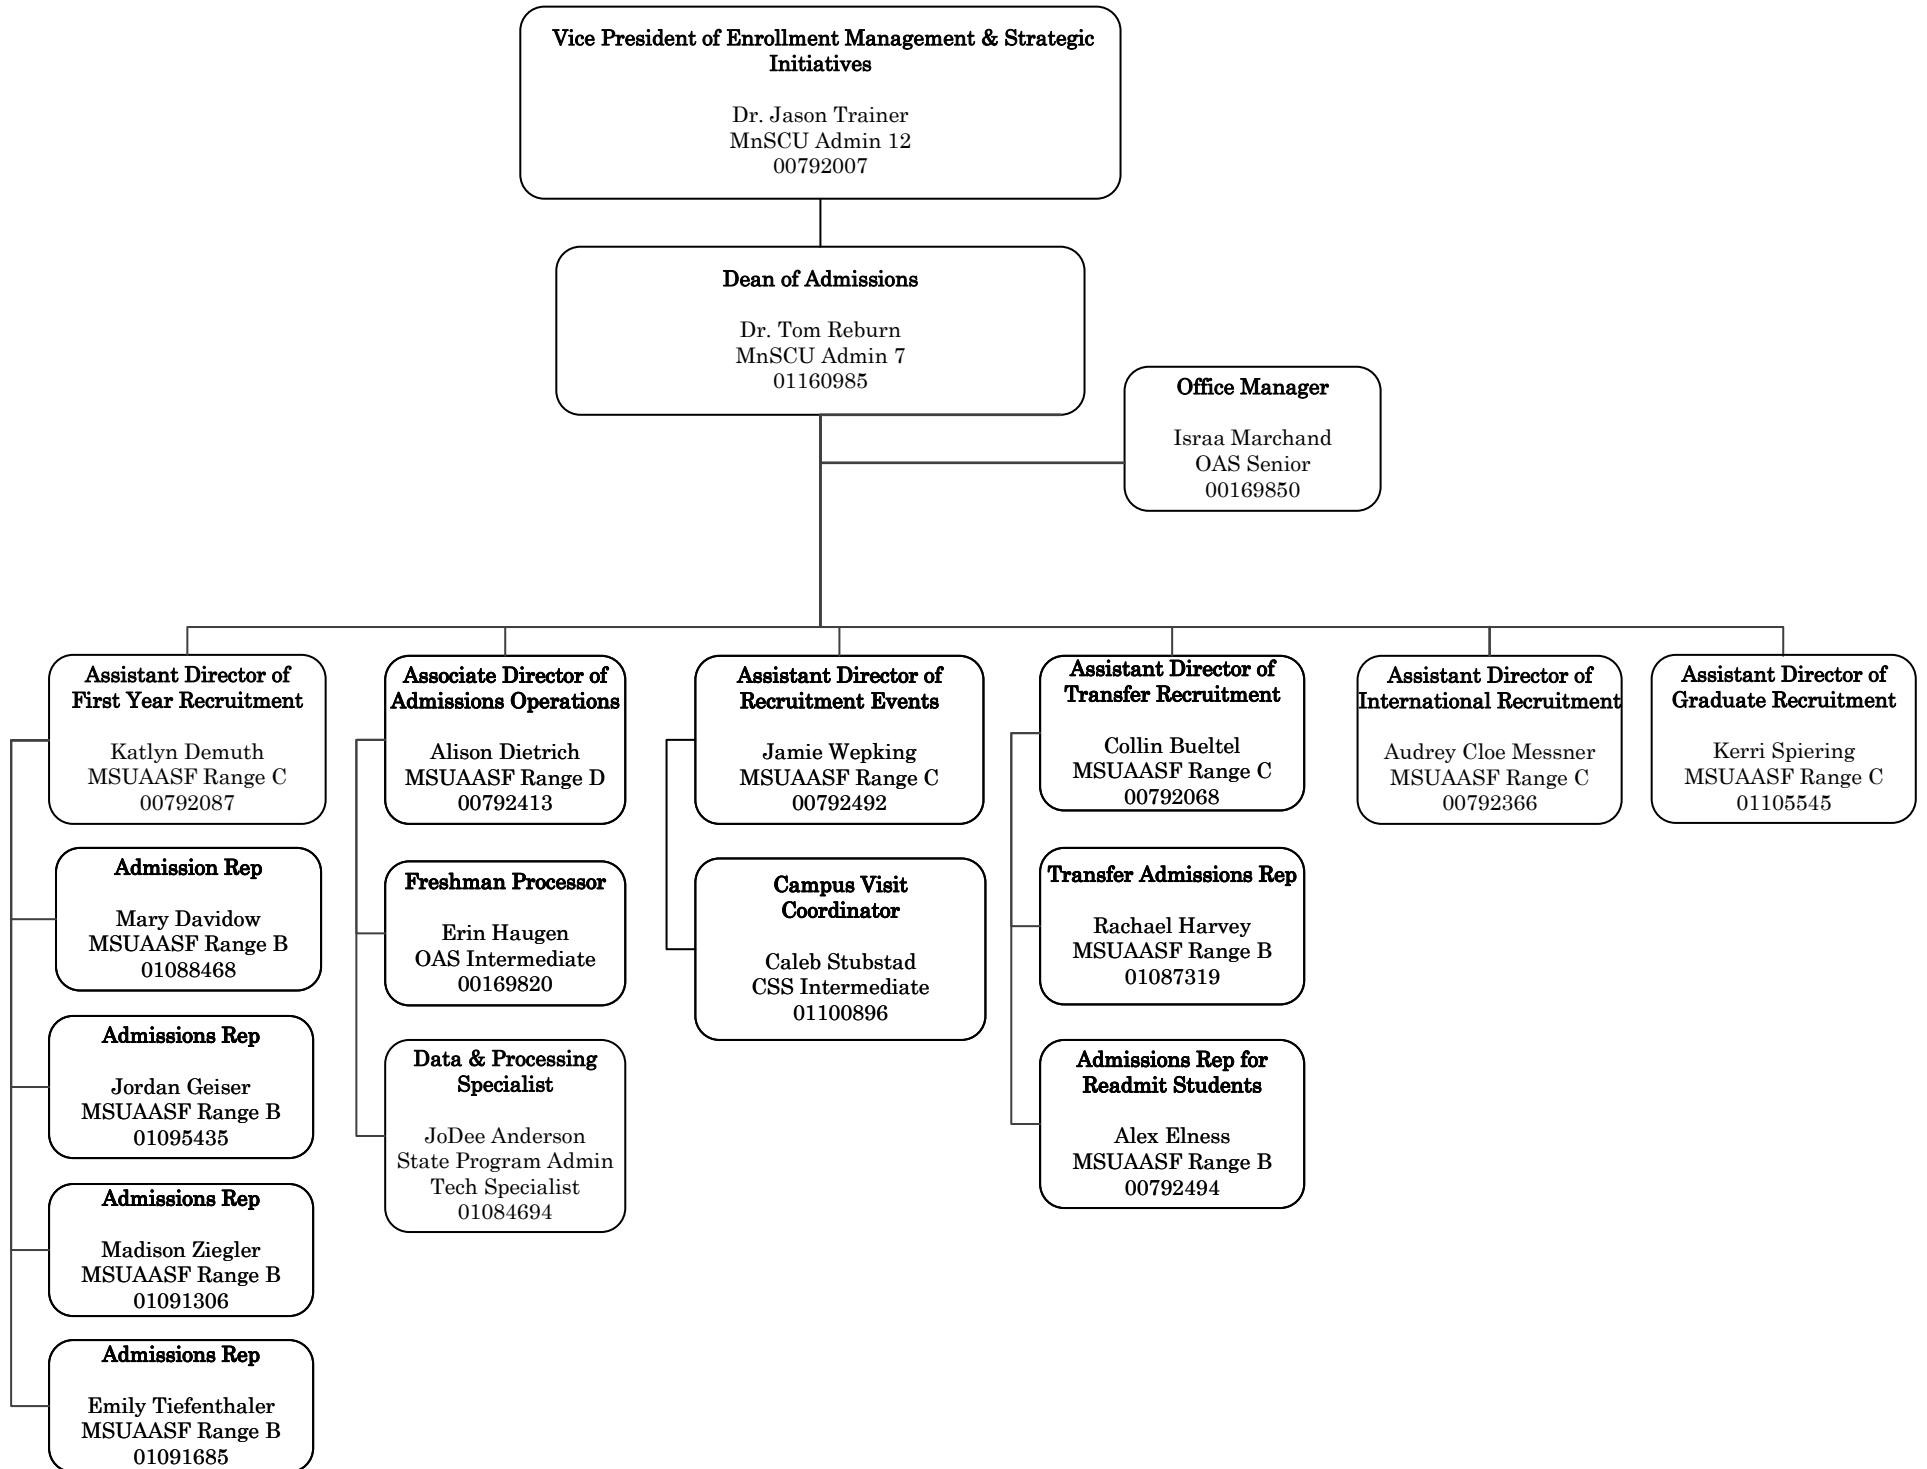 Vice President of Enrollment Management & Strategic
Initiatives
Dr. Jason Trainer
MnSCU Admin 12
00792007
Dean of Admissions
Dr. Tom Reburn
MnSCU Admin 7
01160985
Office Manager
Israa Marchand
OAS Senior
00169850
Assistant Director of
First Year Recruitment
Katlyn Demuth
MSUAASF Range C
00792087
Admission Rep
Mary Davidow
MSUAASF Range B
01088468
Admissions Rep
Jordan Geiser
MSUAASF Range B
01095435
Admissions Rep
Madison Ziegler
MSUAASF Range B
01091306
Admissions Rep
Emily Tiefenthaler
MSUAASF Range B
01091685
Associate Director of
Admissions Operations
Alison Dietrich
MSUAASF Range D
00792413
Freshman Processor
Erin Haugen
OAS Intermediate
00169820
Data & Processing
Specialist
JoDee Anderson
State Program Admin
Tech Specialist
01084694
Assistant Director of
Recruitment Events
Jamie Wepking
MSUAASF Range C
00792492
Campus Visit
Coordinator
Caleb Stubstad
CSS Intermediate
01100896
Assistant Director of
Transfer Recruitment
Collin Bueltel
MSUAASF Range C
00792068
Transfer Admissions Rep
Rachael Harvey
MSUAASF Range B
01087319
Admissions Rep for
Readmit Students
Alex Elness
MSUAASF Range B
00792494
Assistant Director of
International Recruitment
Audrey Cloe Messner
MSUAASF Range C
00792366
Assistant Director of
Graduate Recruitment
Kerri Spiering
MSUAASF Range C
01105545